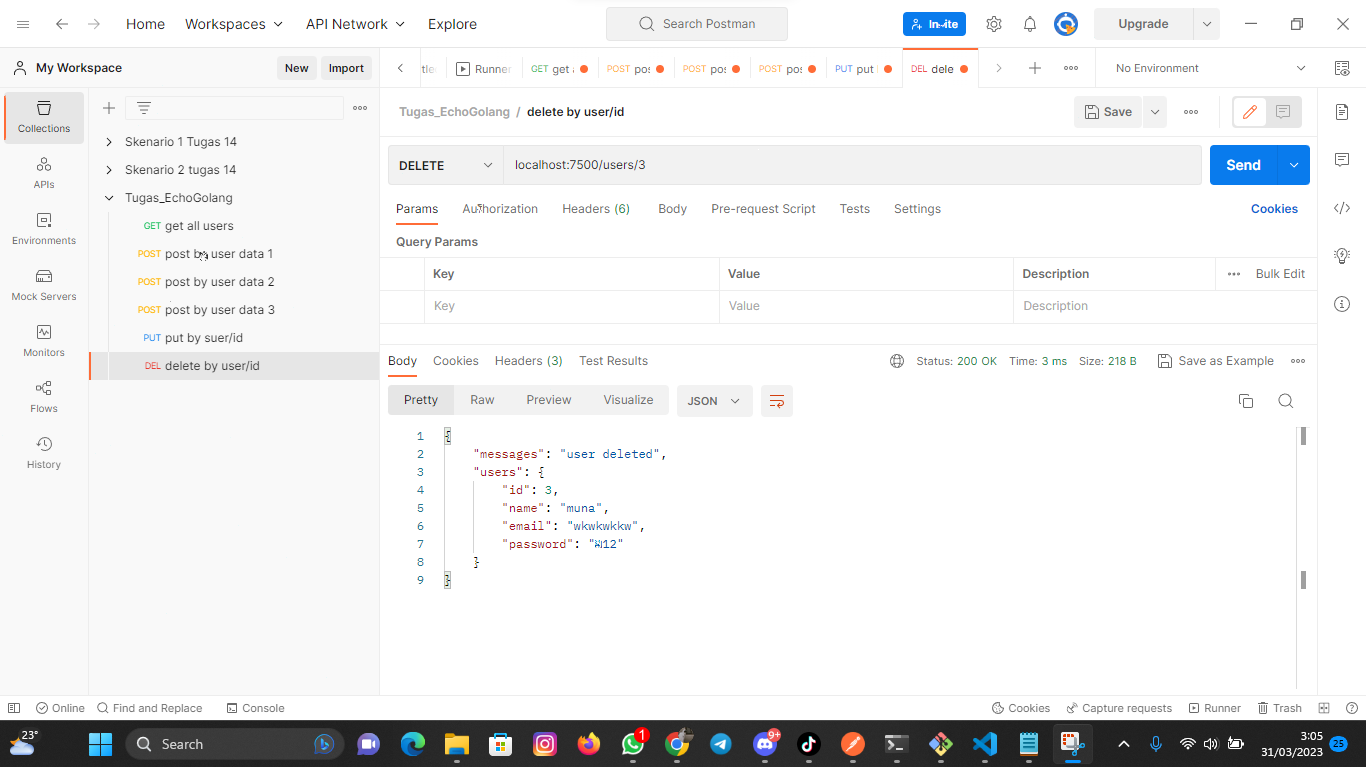 Home Workspaces API Network Explore Search Postman Invite Upgrade
My Workspace New Import
Runner GET get POST pos POST pos POST pos PUT put DEL dele No Environment
Collections
APIs
Environments
Mock Servers
Monitors
Flows
History
Skenario 1 Tugas 14
Skenario 2 tugas 14
Tugas_EchoGolang
GET get all users
POST post by user data 1
POST post by user data 2
POST post by user data 3
PUT put by suer/id
DEL delete by user/id
Tugas_EchoGolang / delete by user/id Save
DELETE localhost:7500/users/3 Send
Params Authorization Headers (6) Body Pre-request Script Tests Settings Cookies
Query Params
Key Value Description Bulk Edit
Key Value Description
Body Cookies Headers (3) Test Results Status: 200 OK Time: 3 ms Size: 218 B Save as Example
Pretty Raw Preview Visualize JSON
1 {
2 "messages": "user deleted",
3 "users": {
4 "id": 3,
5 "name": "muna",
6 "email": "wkwkwkkw",
7 "password":
8 }
9 }
Online Find and Replace Console Cookies Capture requests Runner Trash
23° Search 1 9+ 3:05
31/03/2023 25